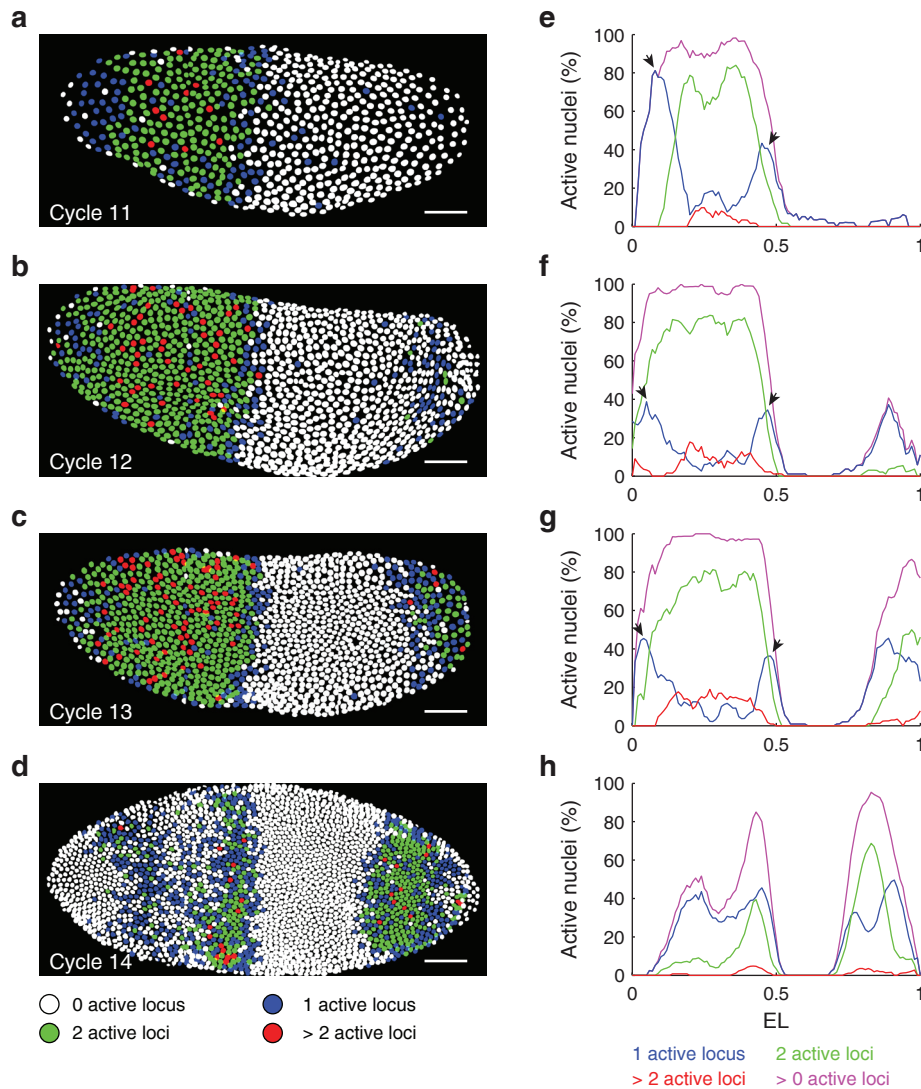 a
Cycle 11
b
Cycle 12
c
Cycle 13
d
Cycle 14
0 active locus
1 active locus
2 active loci
> 2 active loci
e
Active nuclei (%)
100
80
60
40
20
0
0
0.5
1
f
Active nuclei (%)
100
80
60
40
20
0
0
0.5
1
g
Active nuclei (%)
100
80
60
40
20
0
0
0.5
1
h
Active nuclei (%)
100
80
60
40
20
0
0
0.5
1
EL
1 active locus
2 active loci
> 2 active loci
> 0 active loci